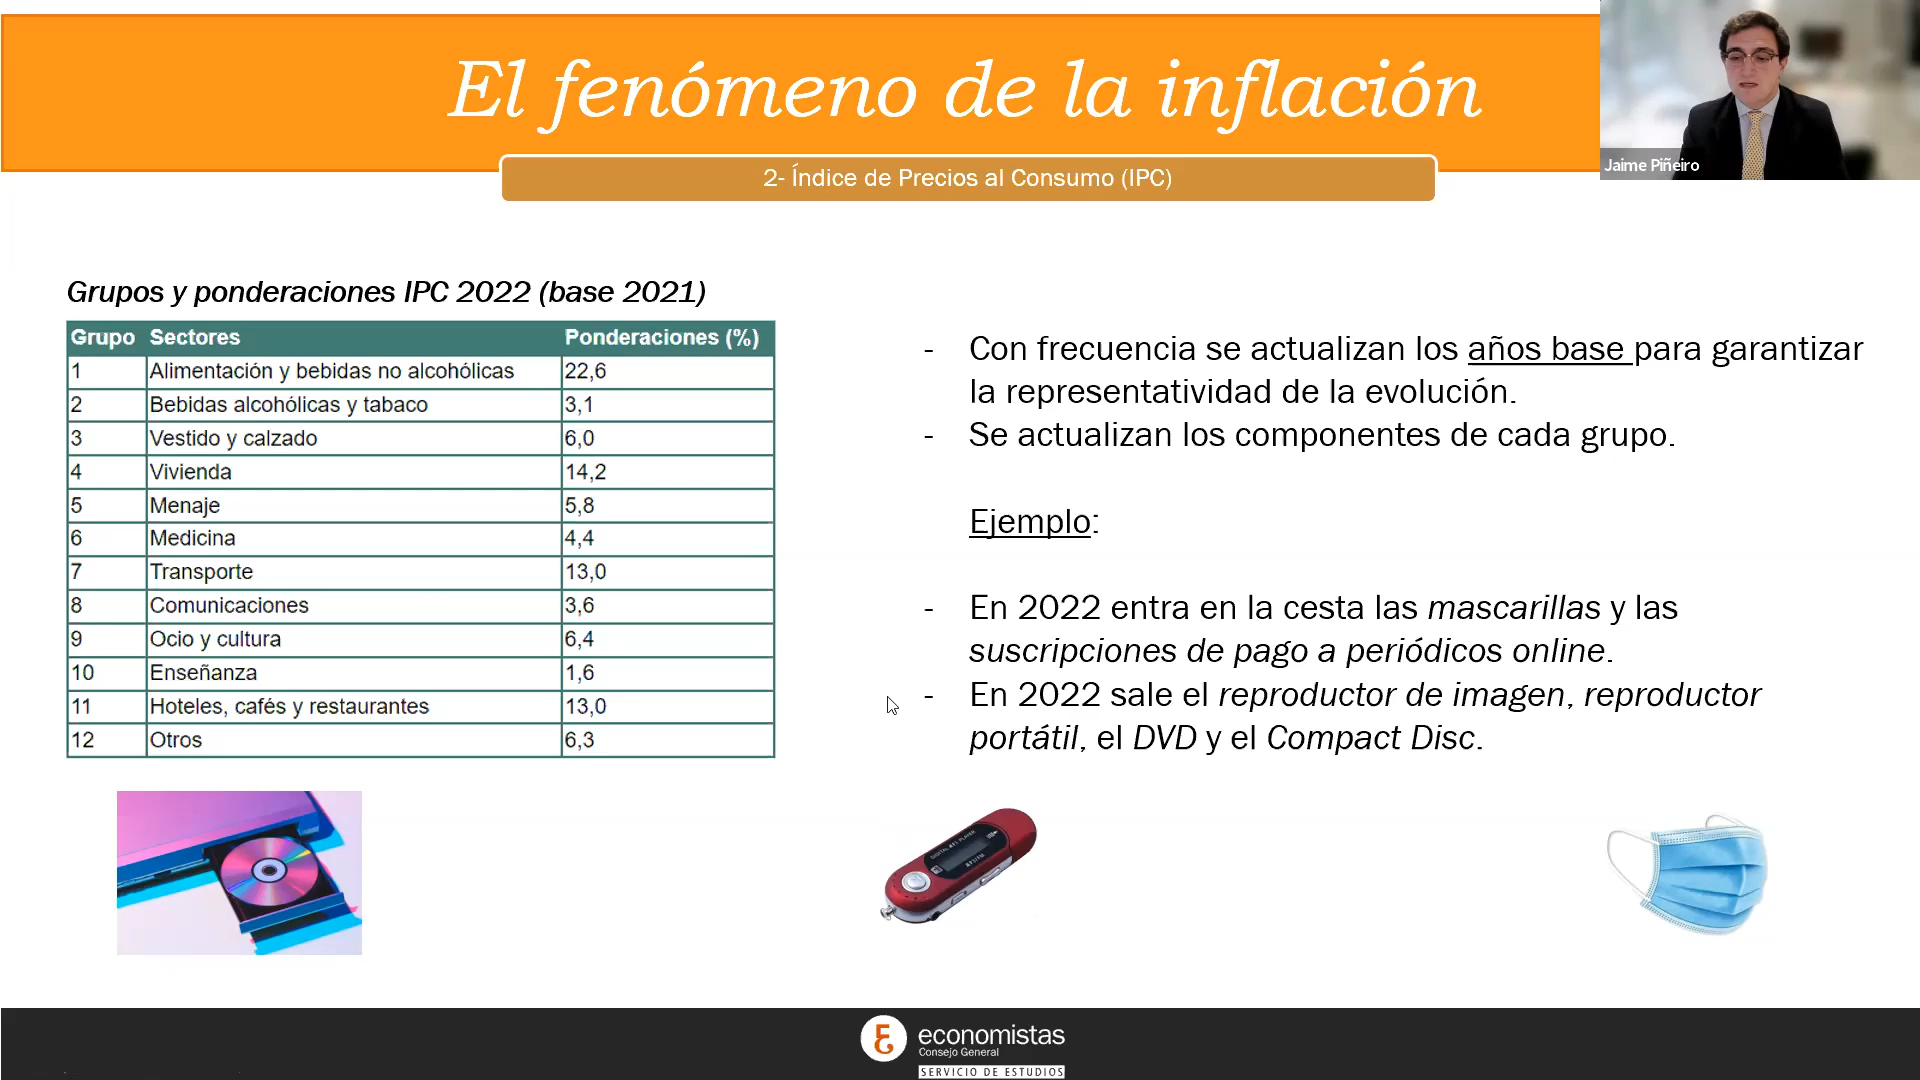 El fenómeno de la inflación
Jaime Piñeiro
2- Índice de Precios al Consumo (IPC)
Grupos y ponderaciones IPC 2022 (base 2021)
Grupo Sectores Ponderaciones (%)
1 Alimentación y bebidas no alcohólicas 22,6
2 Bebidas alcohólicas y tabaco 3,1
3 Vestido y calzado 6,0
4 Vivienda 14,2
5 Menaje 5,8
6 Medicina 4,4
7 Transporte 13,0
8 Comunicaciones 3,6
9 Ocio y cultura 6,4
10 Enseñanza 1,6
11 Hoteles, cafés y restaurantes 13,0
12 Otros 6,3
- Con frecuencia se actualizan los años base para garantizar
la representatividad de la evolución.
- Se actualizan los componentes de cada grupo.
Ejemplo:
- En 2022 entra en la cesta las mascarillas y las
suscripciones de pago a periódicos online.
- En 2022 sale el reproductor de imagen, reproductor
portátil, el DVD y el Compact Disc.
economistas
Consejo General
SERVICIO DE ESTUDIOS